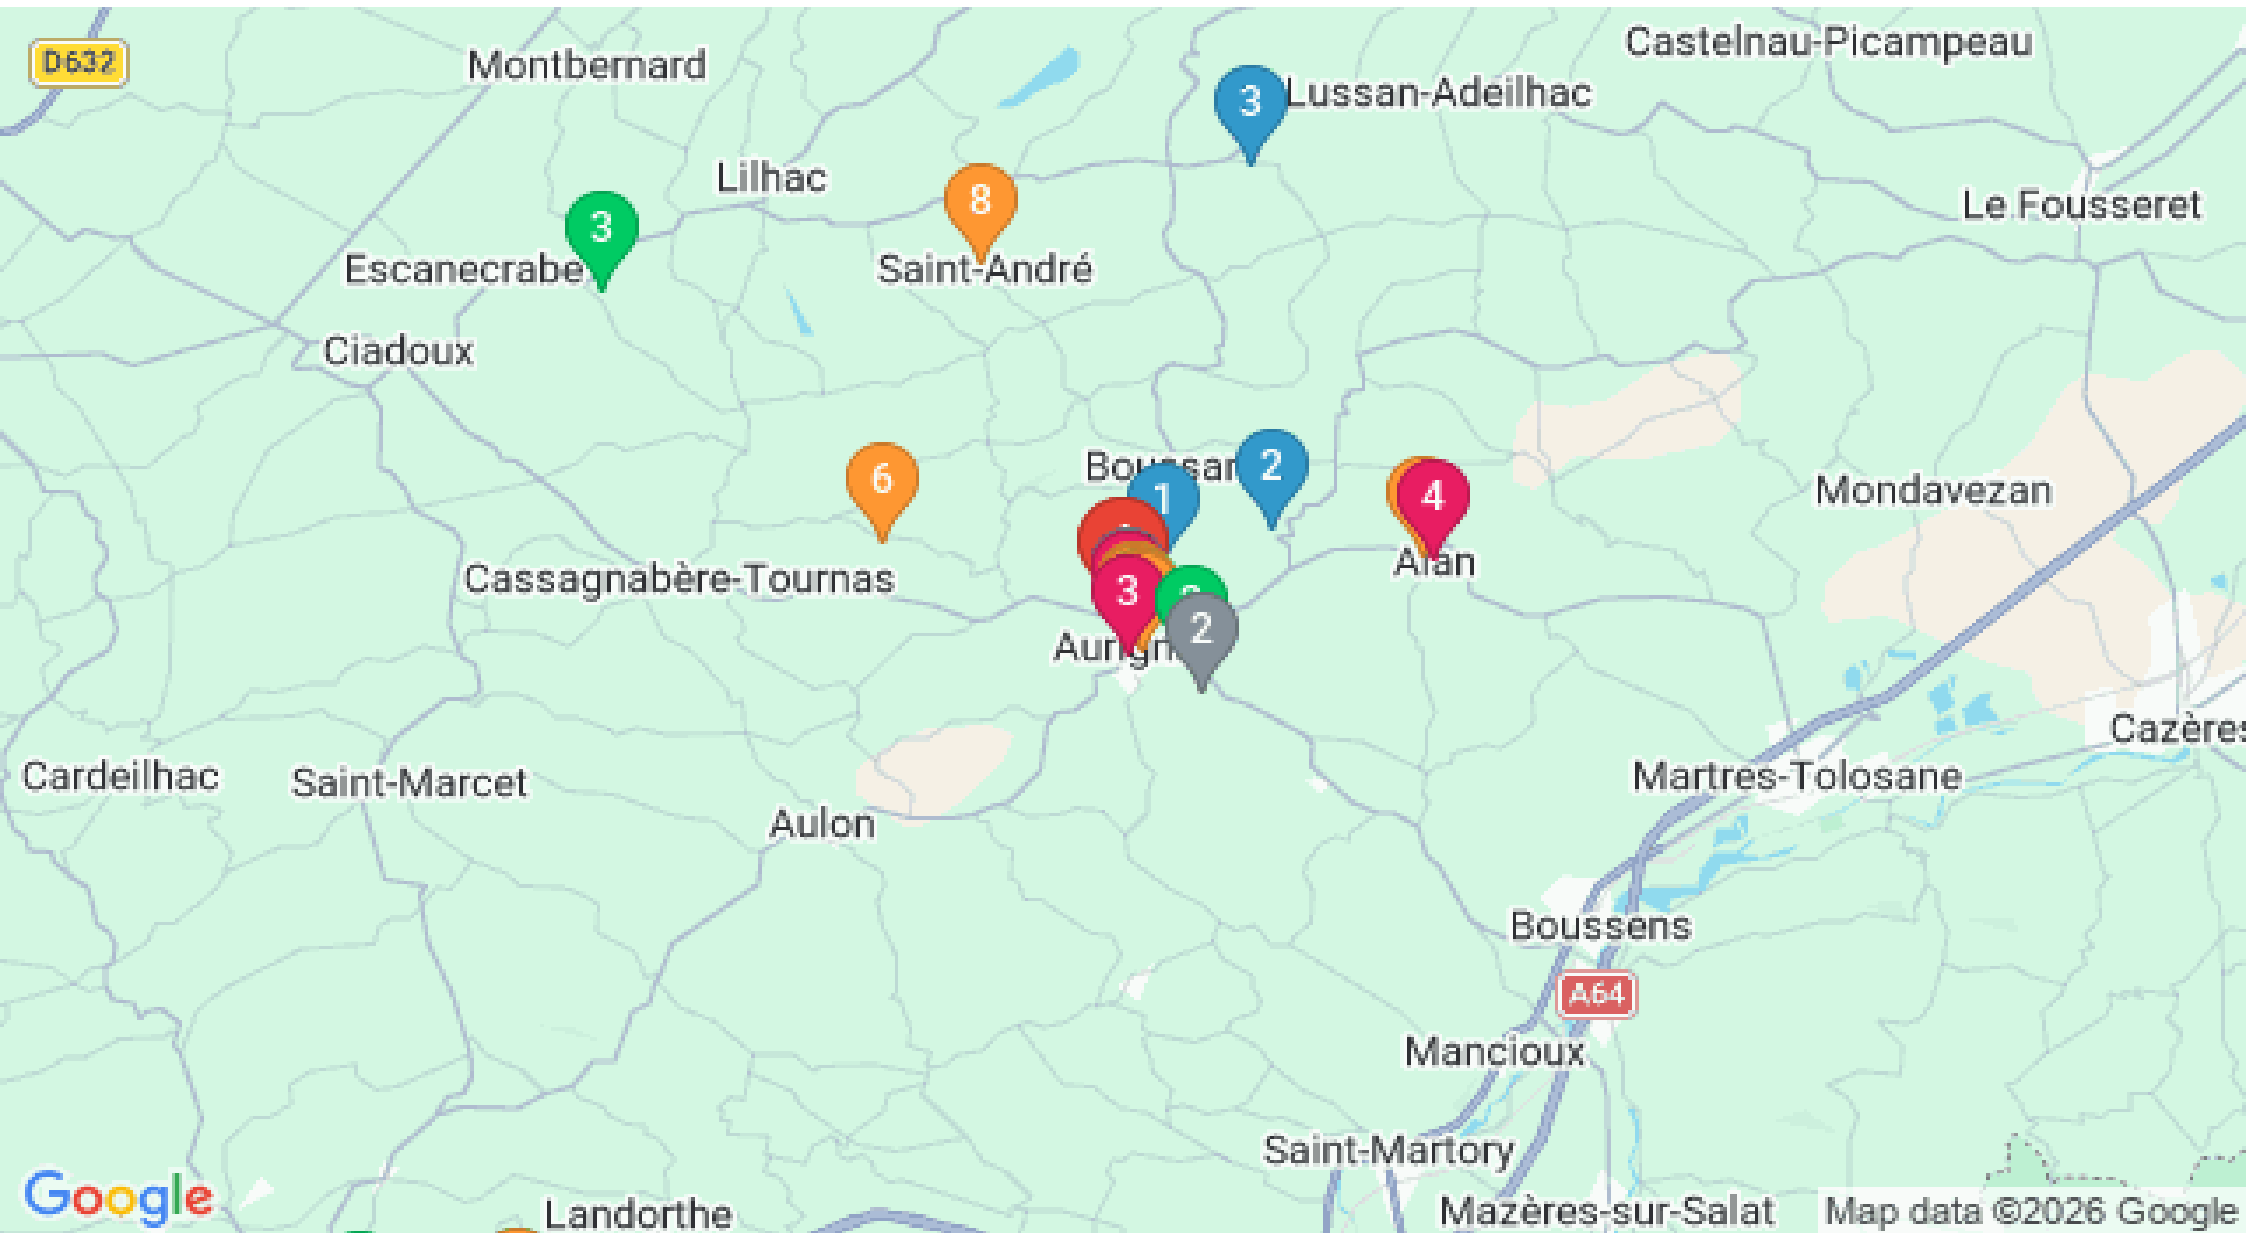 Castelnau-Picampeau
D632
Montbernard
Lussan-Adeilhac
3
Lilhac
8
Le Fousseret
3
Escanecrabe
Saint-André
Ciadoux
6
2
1
4
Mondavezan
Alan
Cassagnabère-Tournas
3
2
Cazères
Cardeilhac
Saint-Marcet
Martres-Tolosane
Aulon
Boussens
A64
Mancioux
Saint-Martory
Google
Landorthe
Mazères-sur-Salat
Map data ©2026 Google